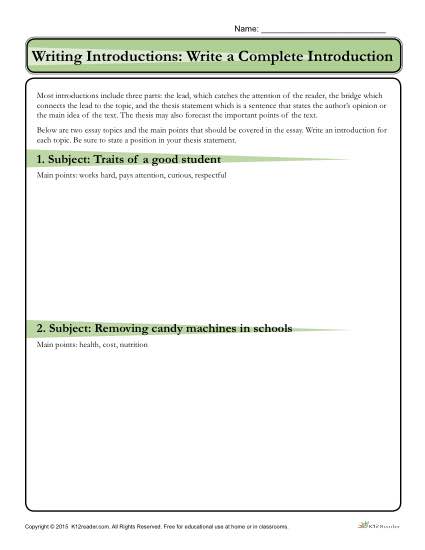 Name: ______________________________
Writing Introductions: Write a Complete Introduction
Most introductions include three parts: the lead, which catches the attention of the reader, the bridge which
connects the lead to the topic, and the thesis statement which is a sentence that states the author's opinion or
the main idea of the text. The thesis may also forecast the important points of the text.
Below are two essay topics and the main points that should be covered in the essay. Write an introduction for
each topic. Be sure to state a position in your thesis statement.
1. Subject: Traits of a good student
Main points: works hard, pays attention, curious, respectful
2. Subject: Removing candy machines in schools
Main points: health, cost, nutrition
Copyright © 2015 K12reader.com. All Rights Reserved. Free for educational use at home or in classrooms.
K12Reader